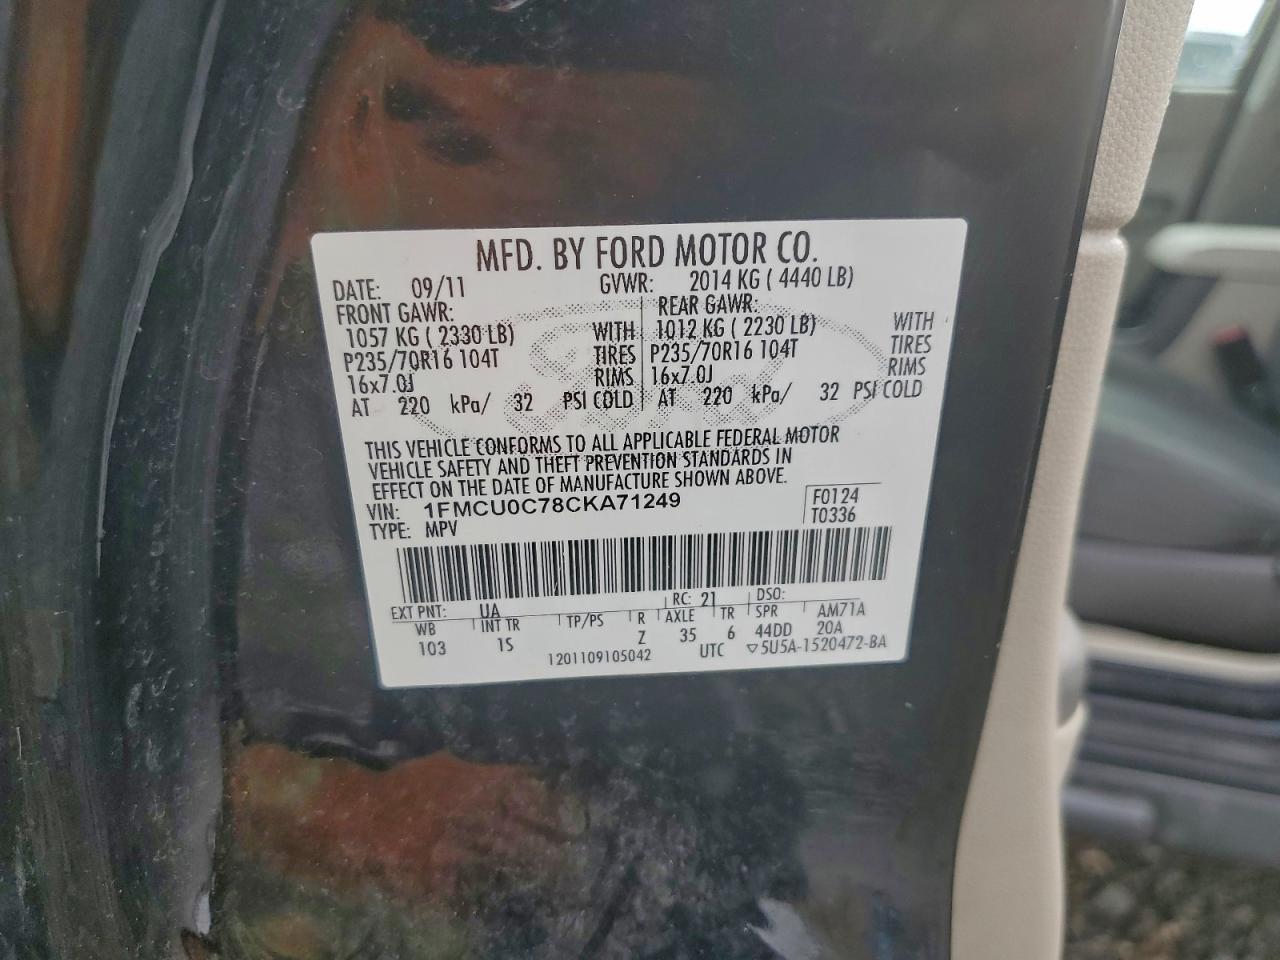 MFD. BY FORD MOTOR CO.
DATE: 09/11 GVWR: 2014 KG ( 4440 LB)
FRONT GAWR: REAR GAWR:
1057 KG ( 2330 LB) WITH 1012 KG ( 2230 LB) WITH
P235/70R16 104T TIRES P235/70R16 104T TIRES
16x7.0J RIMS 16x7.0J RIMS
AT 220 kPa/ 32 PSI COLD AT 220 kPa/ 32 PSI COLD
THIS VEHICLE CONFORMS TO ALL APPLICABLE FEDERAL MOTOR
VEHICLE SAFETY AND THEFT PREVENTION STANDARDS IN
EFFECT ON THE DATE OF MANUFACTURE SHOWN ABOVE.
VIN: 1FMCU0C78CKA71249 F0124
TYPE: MPV T0336
EXT PNT: UA RC: 21 DSO:
WB INT TR TP/PS R AXLE TR SPR AM71A
103 1S Z 35 6 44DD 20A
1201109105042 UTC ▽5U5A-1520472-BA